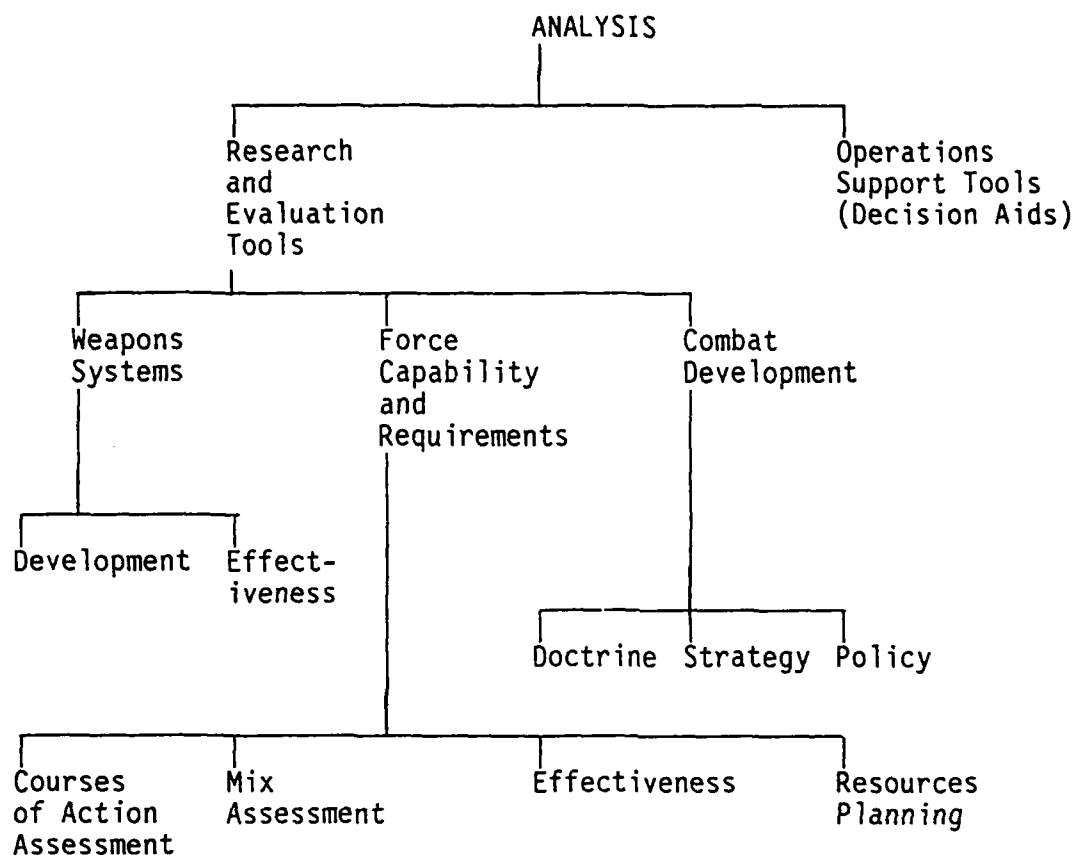 ANALYSIS
Research
and
Evaluation
Tools
Operations
Support Tools
(Decision Aids)
Weapons
Systems
Force
Capability
and
Requirements
Combat
Development
Development
Effect-
iveness
Doctrine
Strategy
Policy
Courses
of Action
Assessment
Mix
Assessment
Effectiveness
Resources
Planning